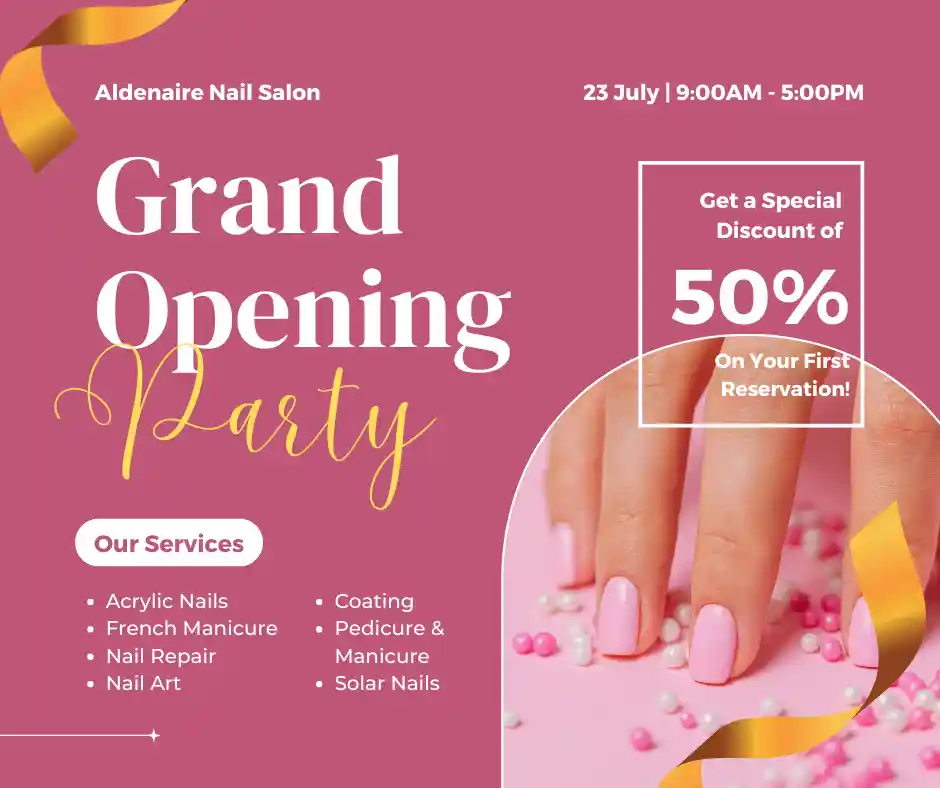 Aldenaire Nail Salon
23 July | 9:00AM - 5:00PM
Grand
Opening
Party
Get a Special
Discount of
50%
On Your First
Reservation!
Our Services
• Acrylic Nails
• French Manicure
• Nail Repair
• Nail Art
• Coating
• Pedicure &
Manicure
• Solar Nails